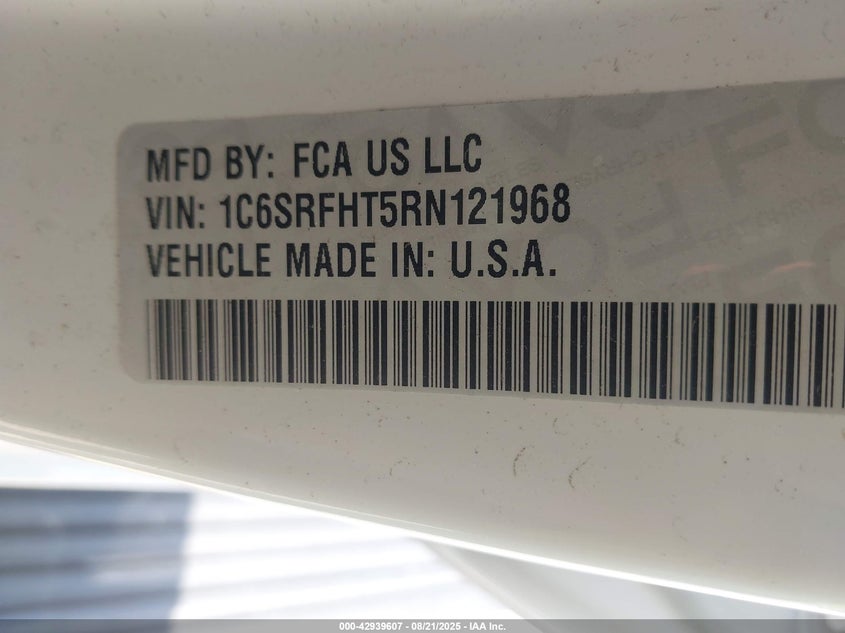 MFD BY: FCA US LLC
VIN: 1C6SRFHT5RN121968
VEHICLE MADE IN: U.S.A.
000-42939607 - 08/21/2025 - IAA Inc.